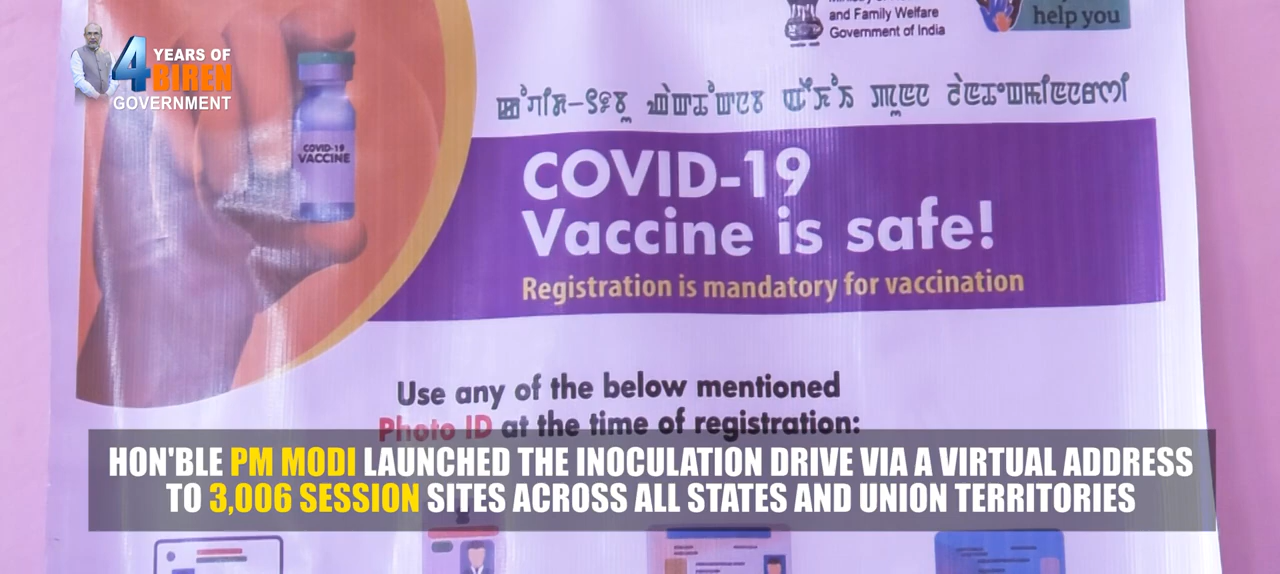 4 YEARS OF
BIREN
GOVERNMENT
and Family Welfare
Government of India
help you
COVID-19
VACCINE
COVID-19
Vaccine is safe!
Registration is mandatory for vaccination
Use any of the below mentioned
Photo ID at the time of registration:
HON'BLE PM MODI LAUNCHED THE INOCULATION DRIVE VIA A VIRTUAL ADDRESS
TO 3,006 SESSION SITES ACROSS ALL STATES AND UNION TERRITORIES